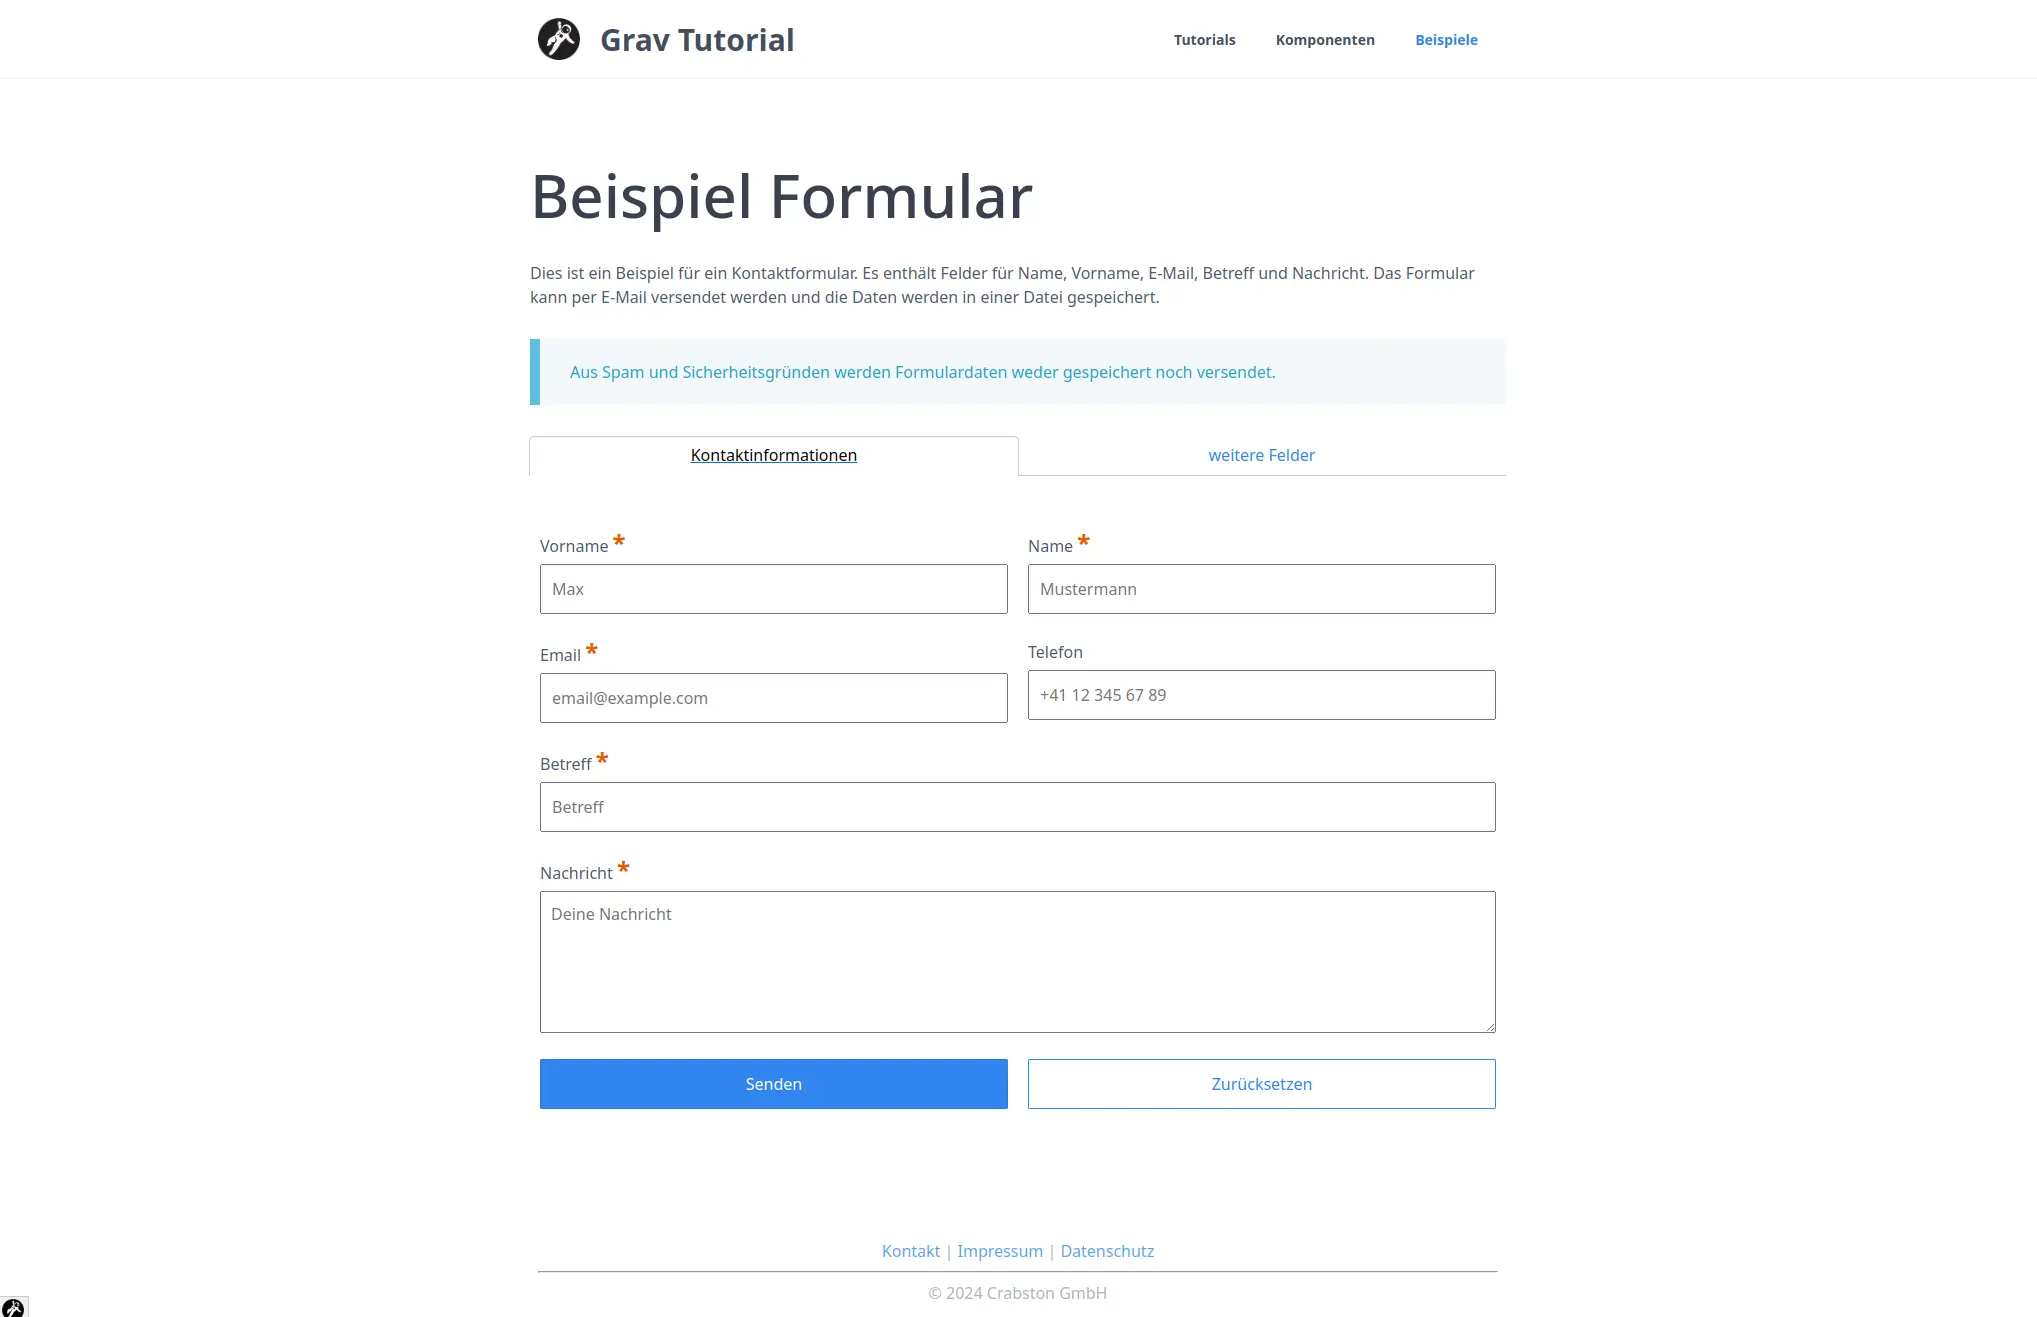 Grav Tutorial
Tutorials
Komponenten
Beispiele
Beispiel Formular
Dies ist ein Beispiel für ein Kontaktformular. Es enthält Felder für Name, Vorname, E-Mail, Betreff und Nachricht. Das Formular
kann per E-Mail versendet werden und die Daten werden in einer Datei gespeichert.
Aus Spam und Sicherheitsgründen werden Formulardaten weder gespeichert noch versendet.
Kontaktinformationen
weitere Felder
Vorname *
Name *
Max
Mustermann
Email *
Telefon
email@example.com
+41 12 345 67 89
Betreff *
Betreff
Nachricht *
Deine Nachricht
Senden
Zurücksetzen
Kontakt | Impressum | Datenschutz
© 2024 Crabston GmbH